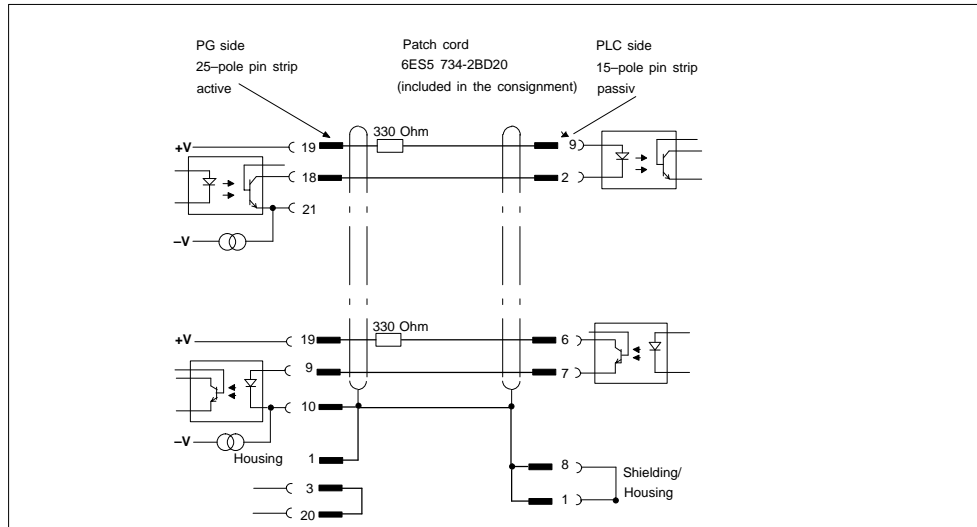 PG side
25–pole pin strip
active
Patch cord
6ES5 734-2BD20
(included in the consignment)
PLC side
15–pole pin strip
passiv
330 Ohm
+V
19
9
18
2
21
–V
330 Ohm
+V
19
6
9
7
10
–V
Housing
1
8
Shielding/
Housing
3
1
20